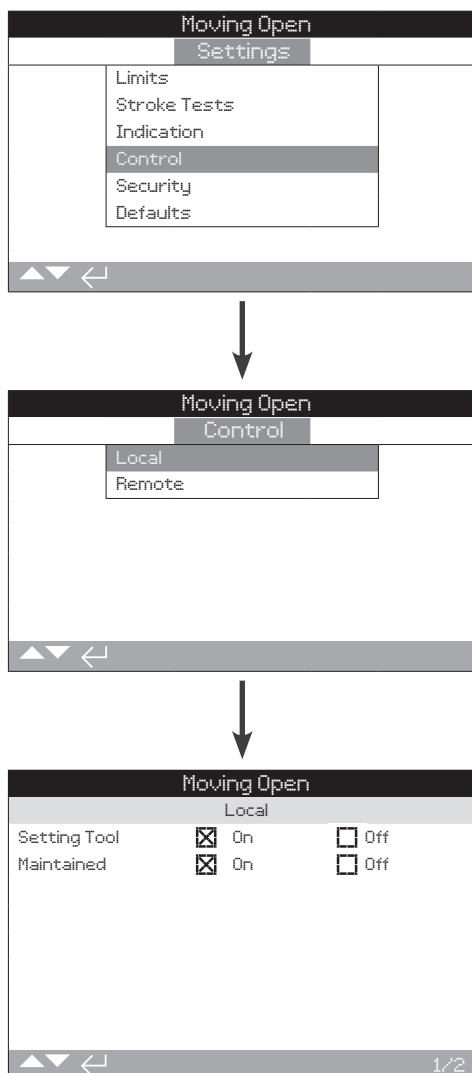 Moving Open
Settings
Limits
Stroke Tests
Indication
Control
Security
Defaults
Moving Open
Control
Local
Remote
Moving Open
Local
Setting Tool On Off
Maintained On Off
1/2